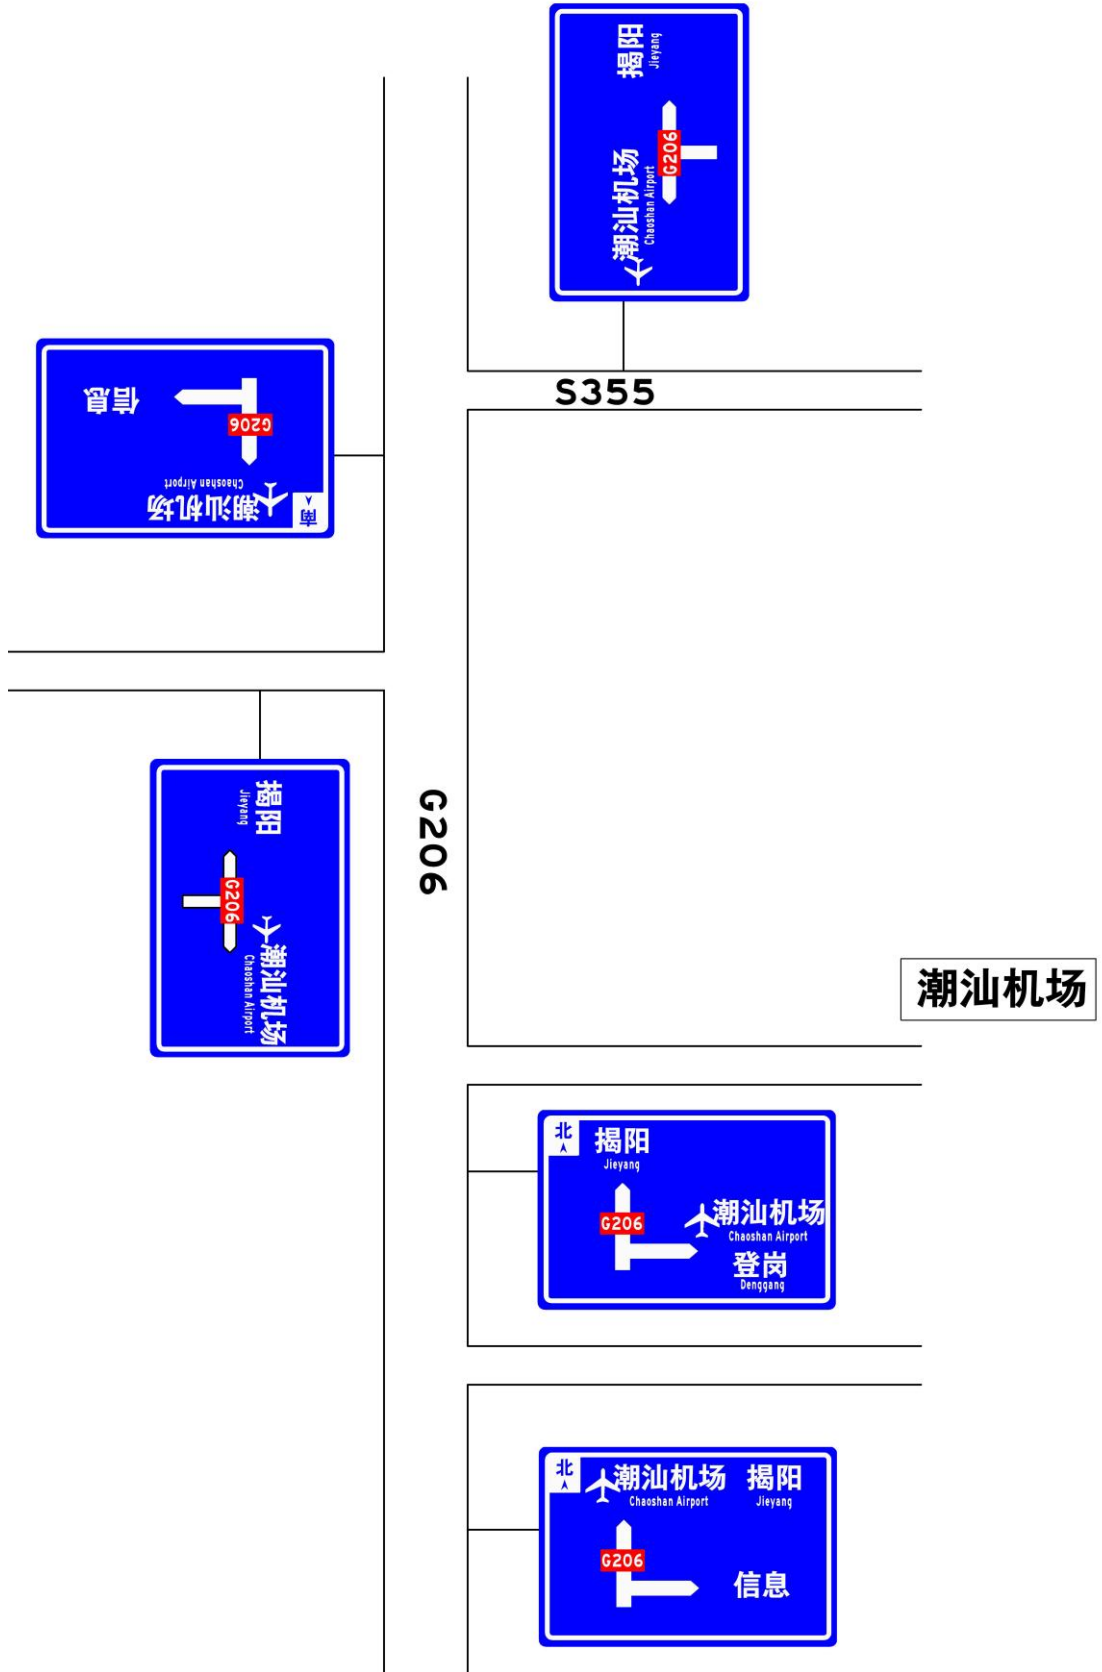 揭阳
Jieyang
G206
潮汕机场
Chaoshan Airport
S355
信息
G206
潮汕机场
Chaoshan Airport
南
揭阳
Jieyang
G206
潮汕机场
Chaoshan Airport
G206
潮汕机场
北
揭阳
Jieyang
G206
潮汕机场
Chaoshan Airport
登岗
Denggang
北
潮汕机场 揭阳
Chaoshan Airport Jieyang
G206
信息